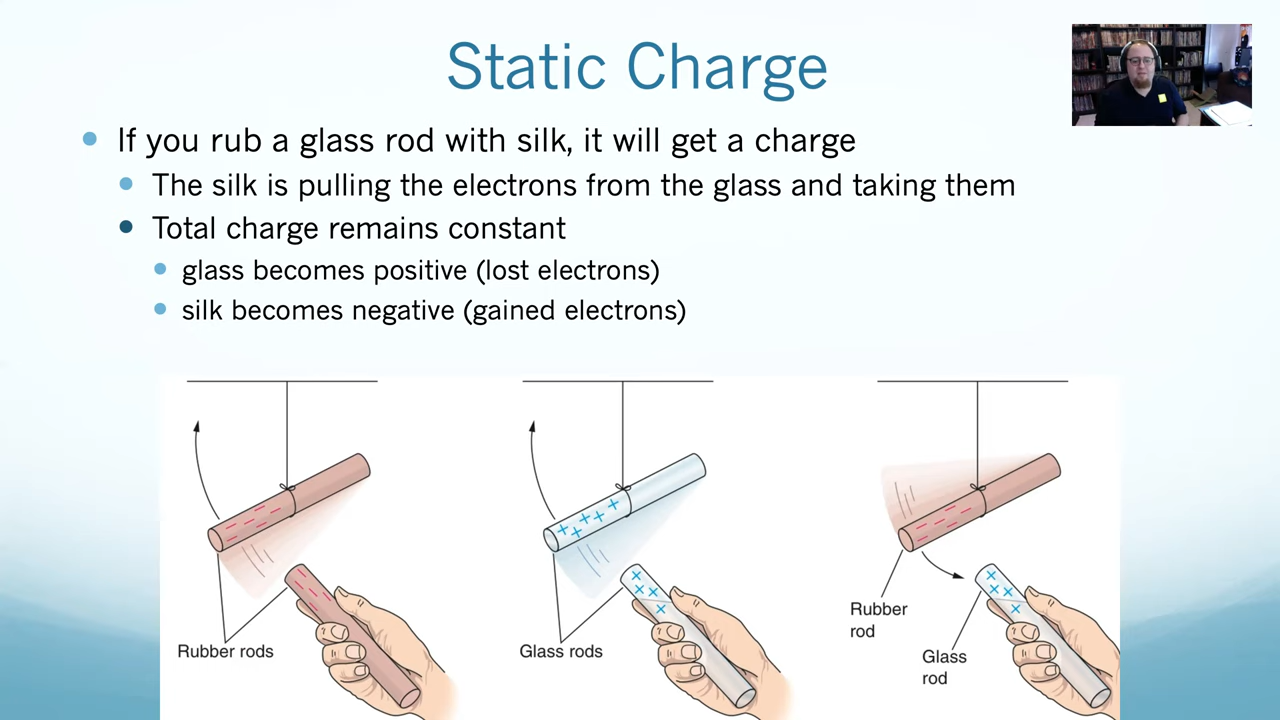 Static Charge
If you rub a glass rod with silk, it will get a charge
The silk is pulling the electrons from the glass and taking them
Total charge remains constant
glass becomes positive (lost electrons)
silk becomes negative (gained electrons)
Rubber rods
Glass rods
Rubber
rod
Glass
rod